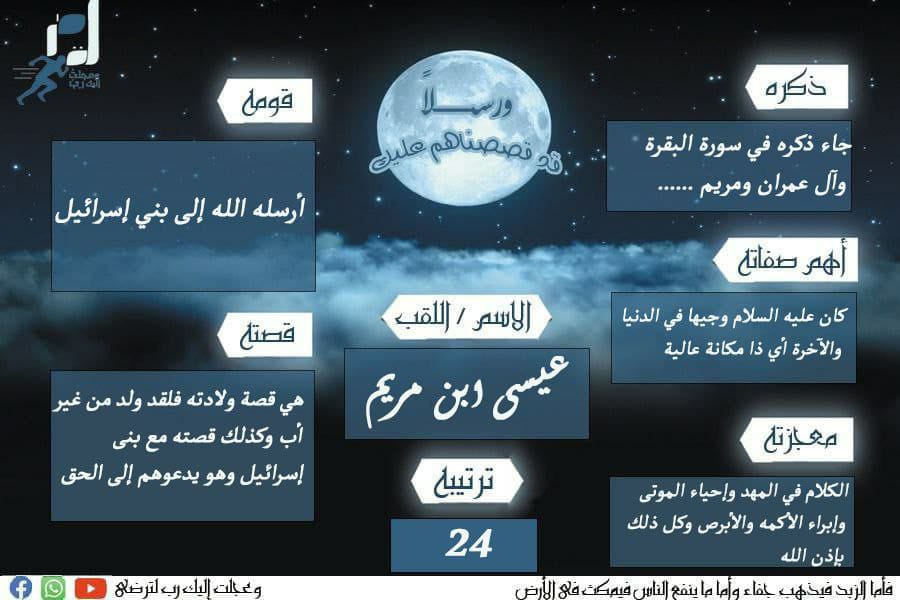 وعجلت
إليك رب
ورسلاً
قد قصصناهم عليك
ذكره
جاء ذكره في سورة البقرة
وآل عمران ومريم ......
أهم صفاته
كان عليه السلام وجيها في الدنيا
والآخرة أي ذا مكانة عالية
معجزته
الكلام في المهد وإحياء الموتى
وإبراء الأكمه والأبرص وكل ذلك
بإذن الله
الاسم / اللقب
عيسى ابن مريم
ترتيبه
24
قومه
أرسله الله إلى بني إسرائيل
قصته
هي قصة ولادته فلقد ولد من غير
أب وكذلك قصته مع بنى
إسرائيل وهو يدعوهم إلى الحق
فأما الزبد فيذهب جفاء وأما ما ينفع الناس فيمكث في الأرض
وعجلت إليك رب لترضى